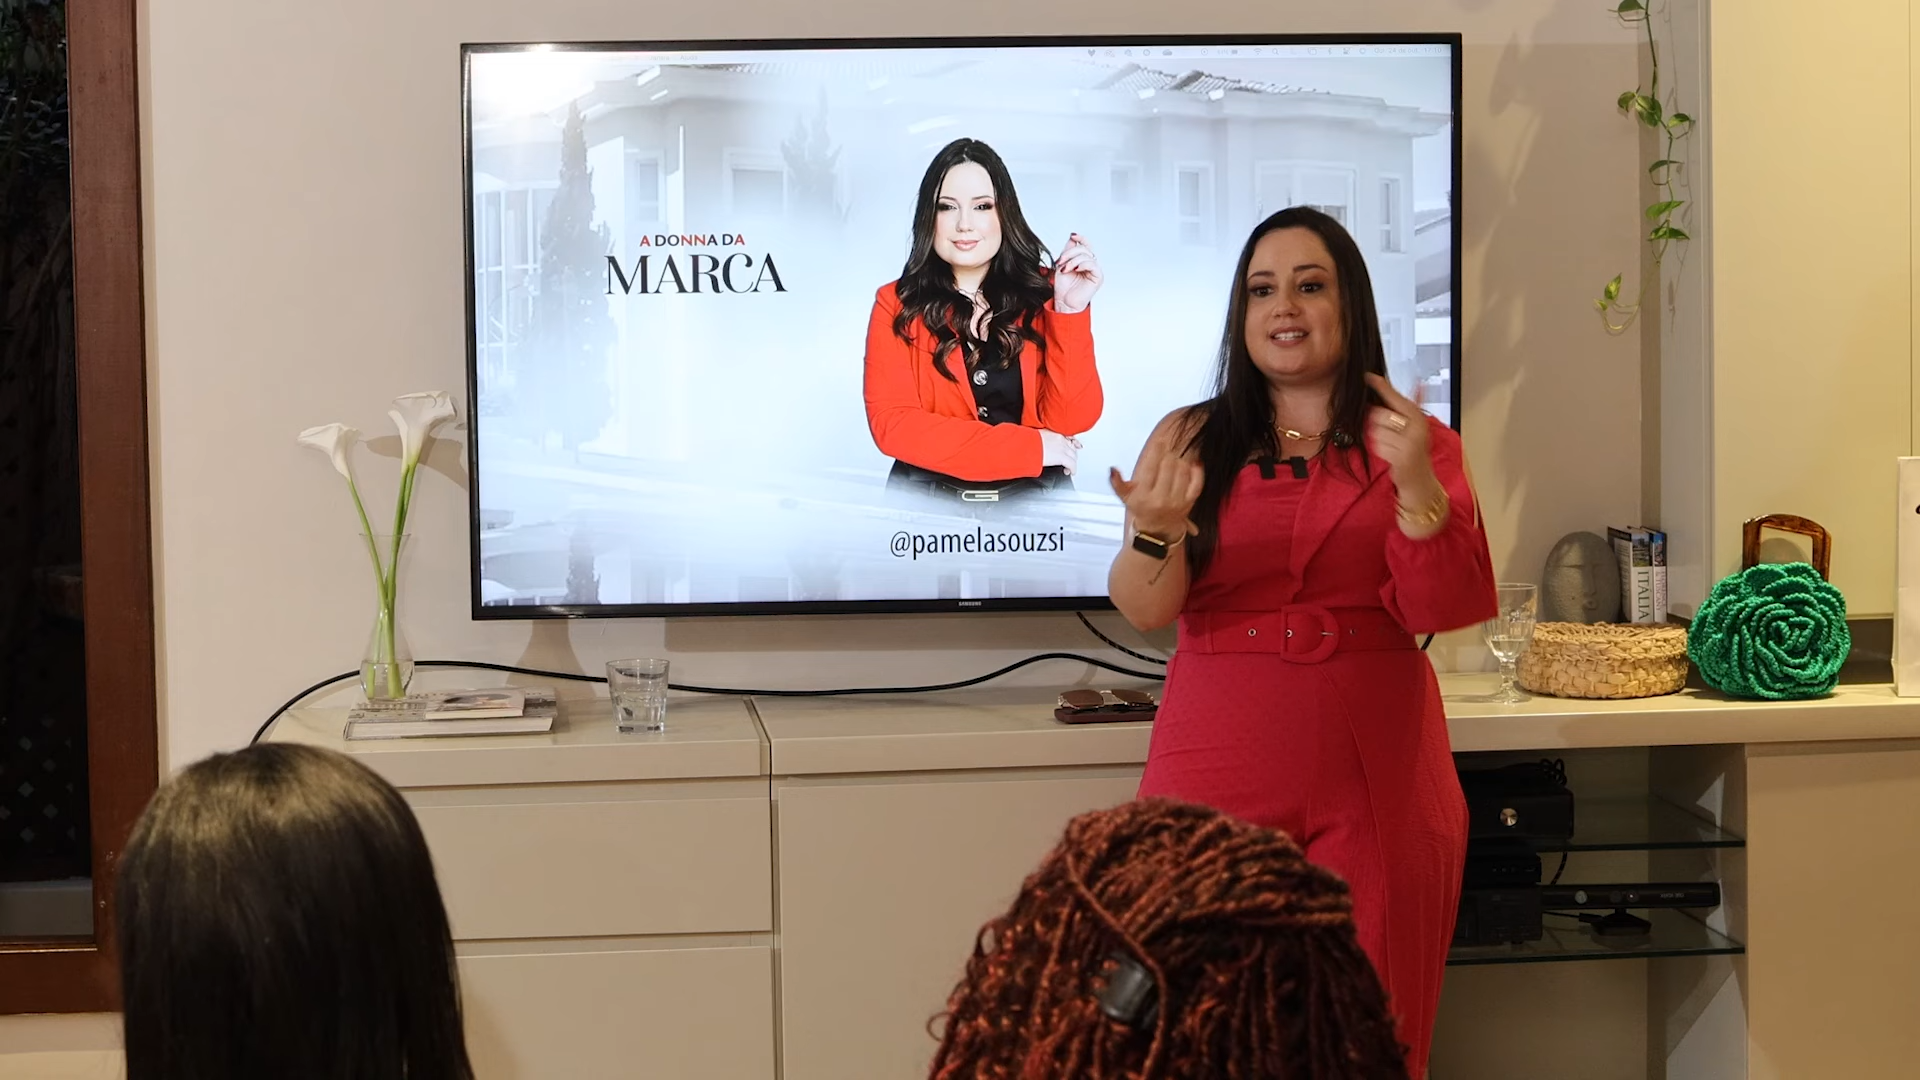 A DONNA DA
MARCA
@pamelasouzsi
SAMSUNG
ITALIA